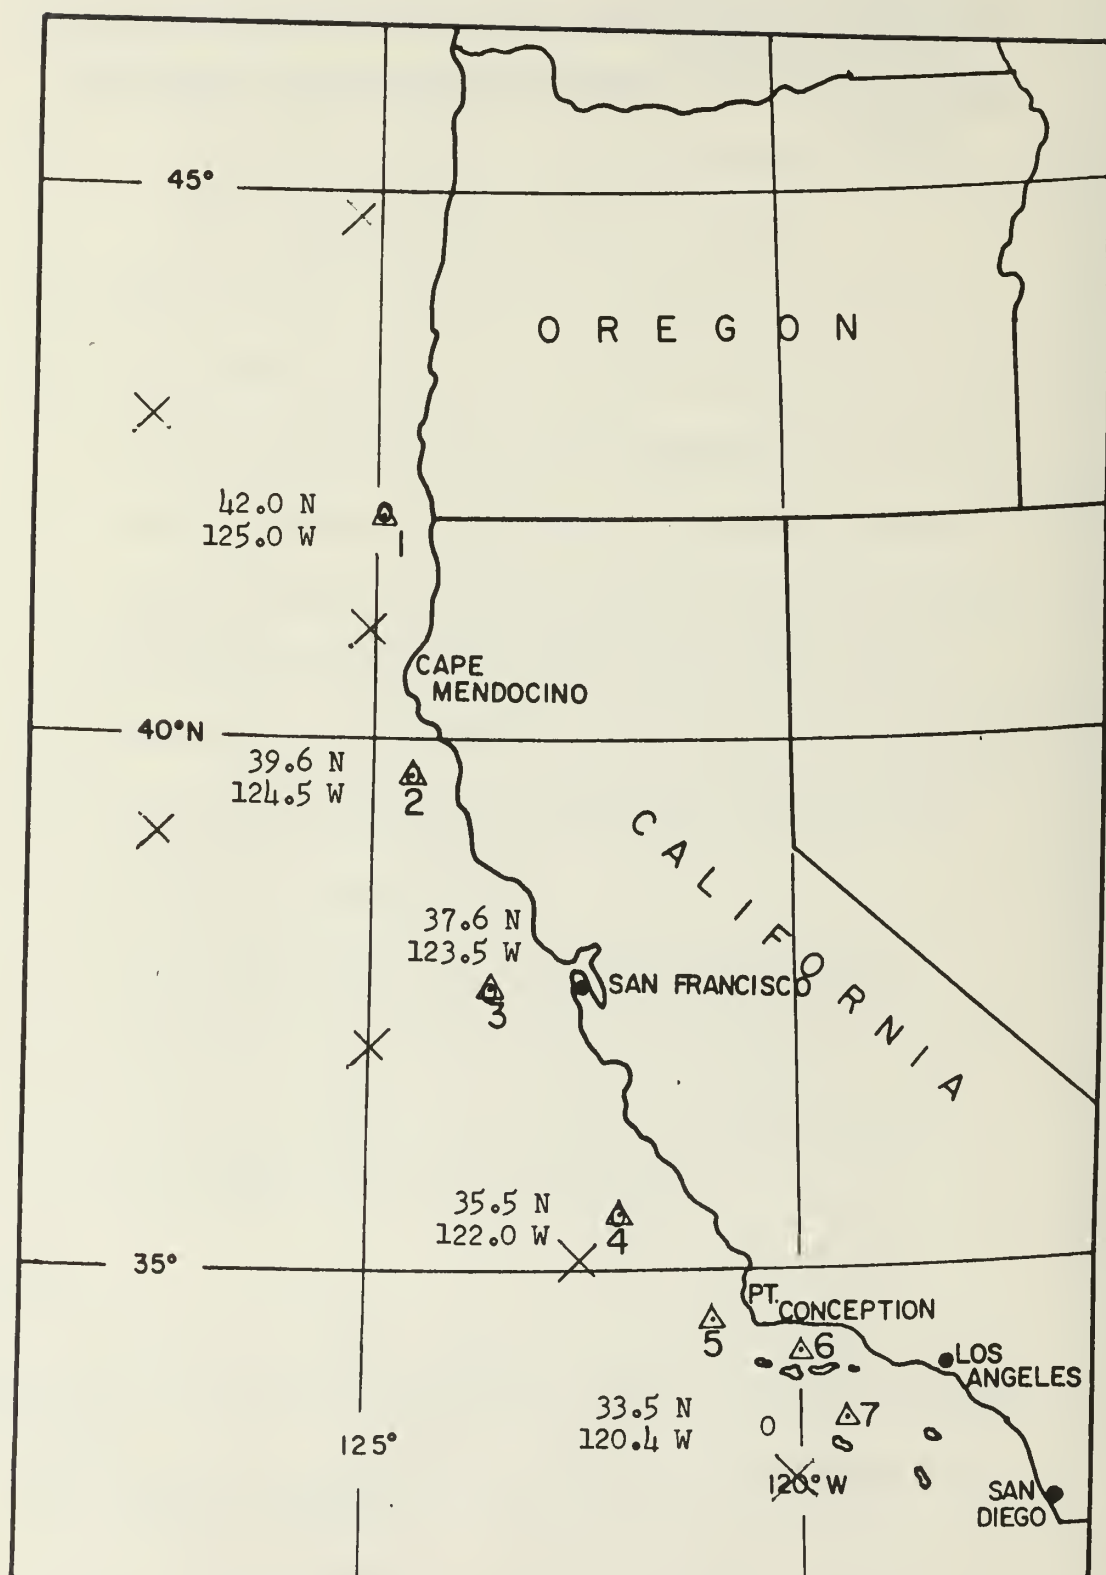 45°
OREGON
42.0 N
125.0 W
1
CAPE
MENDOCINO
40°N
39.6 N
124.5 W
2
CALIFORNIA
37.6 N
123.5 W
SAN FRANCISCO
3
35.5 N
122.0 W
4
35°
PT.
CONCEPTION
5
6
LOS
ANGELES
33.5 N
120.4 W
O
7
125°
120°W
SAN
DIEGO